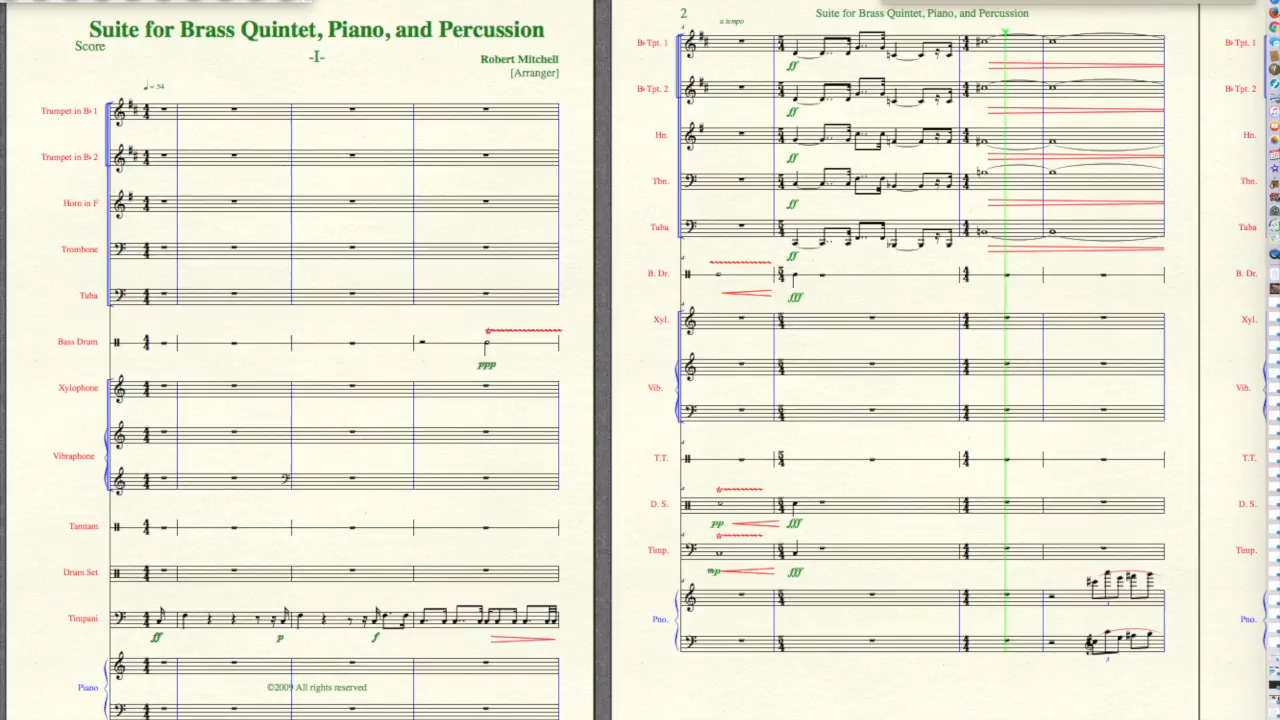 Suite for Brass Quintet, Piano, and Percussion
Score
-I-
Robert Mitchell
[Arranger]
♩= 54
Trumpet in B♭ 1
Trumpet in B♭ 2
Horn in F
Trombone
Tuba
Bass Drum
ppp
Xylophone
Vibraphone
Tamtam
Drum Set
Timpani
ff
p
f
Piano
©2009 All rights reserved
2
Suite for Brass Quintet, Piano, and Percussion
a tempo
B♭ Tpt. 1
ff
B♭ Tpt. 2
ff
Hn.
ff
Tbn.
ff
Tuba
ff
B. Dr.
fff
Xyl.
Vib.
T.T.
D. S.
pp
fff
Timp.
mp
fff
Pno.
3
3
B♭ Tpt. 1
B♭ Tpt. 2
Hn.
Tbn.
Tuba
B. Dr.
Xyl.
Vib.
T.T.
D. S.
Timp.
Pno.